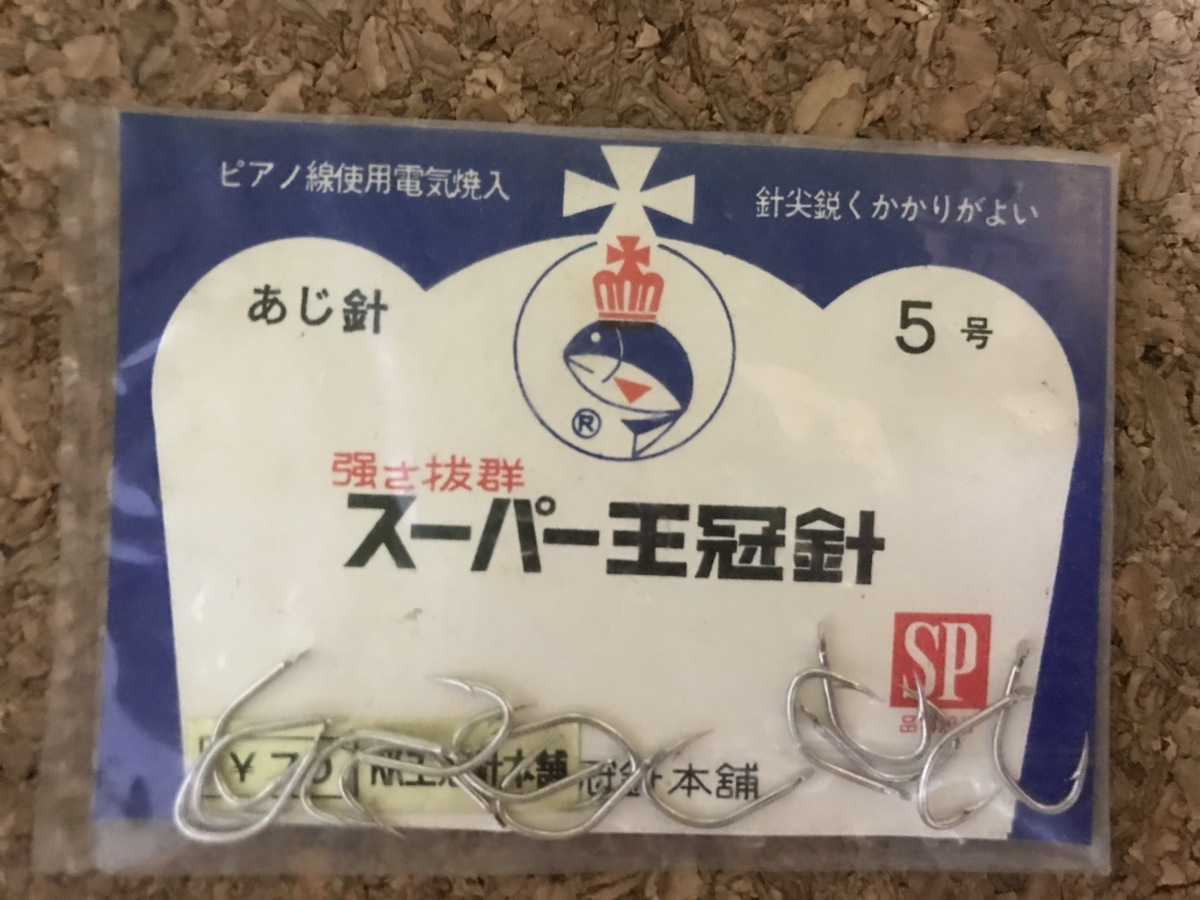 ピアノ線使用電気焼入
針尖鋭くかかりがよい
あじ針
5号
®
強さ抜群
スーパー王冠針
SP
¥
冠針本舗